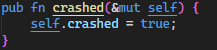 pub fn crashed(&mut self) {
    self.crashed = true;
}